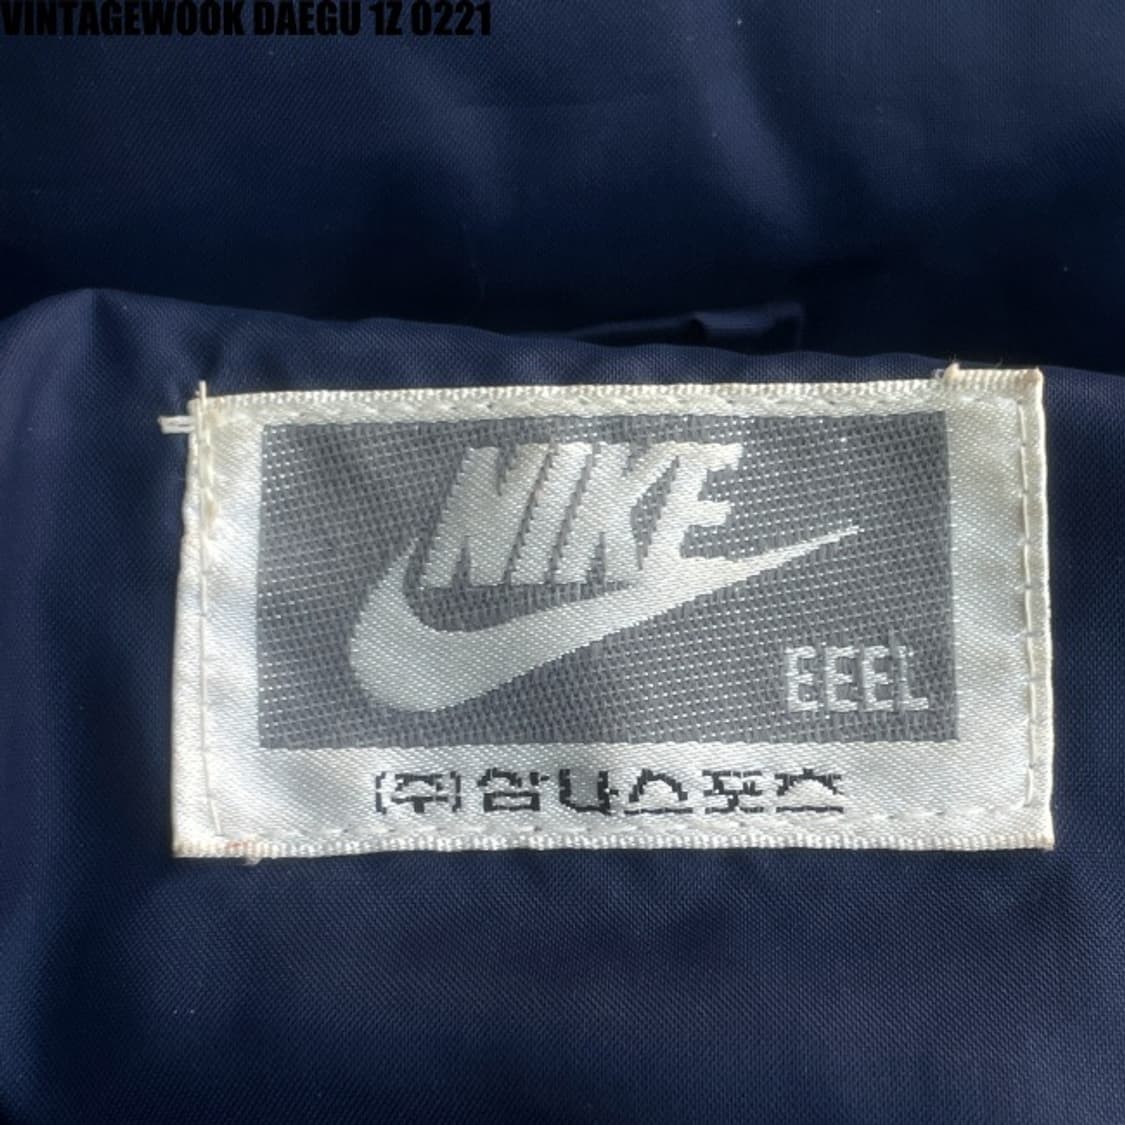 VINTAGEWOOK DAEGU 1Z 0221
NIKE
EEEL
(주)삼나스포츠